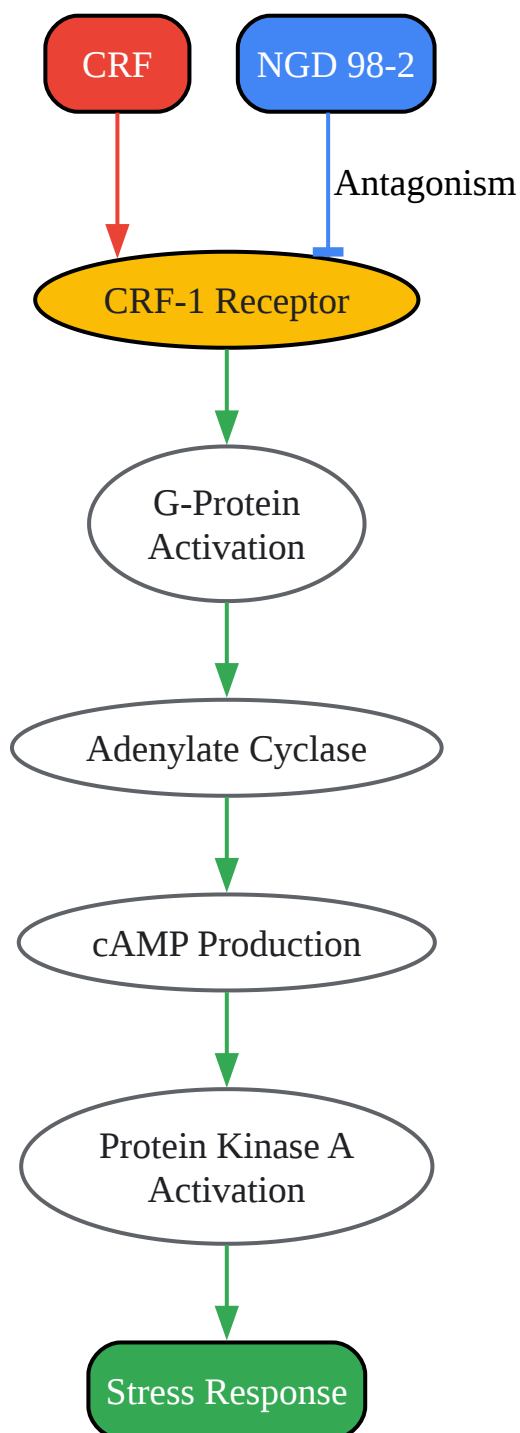 CRF
NGD 98-2
Antagonism
CRF-1 Receptor
G-Protein
Activation
Adenylate Cyclase
cAMP Production
Protein Kinase A
Activation
Stress Response